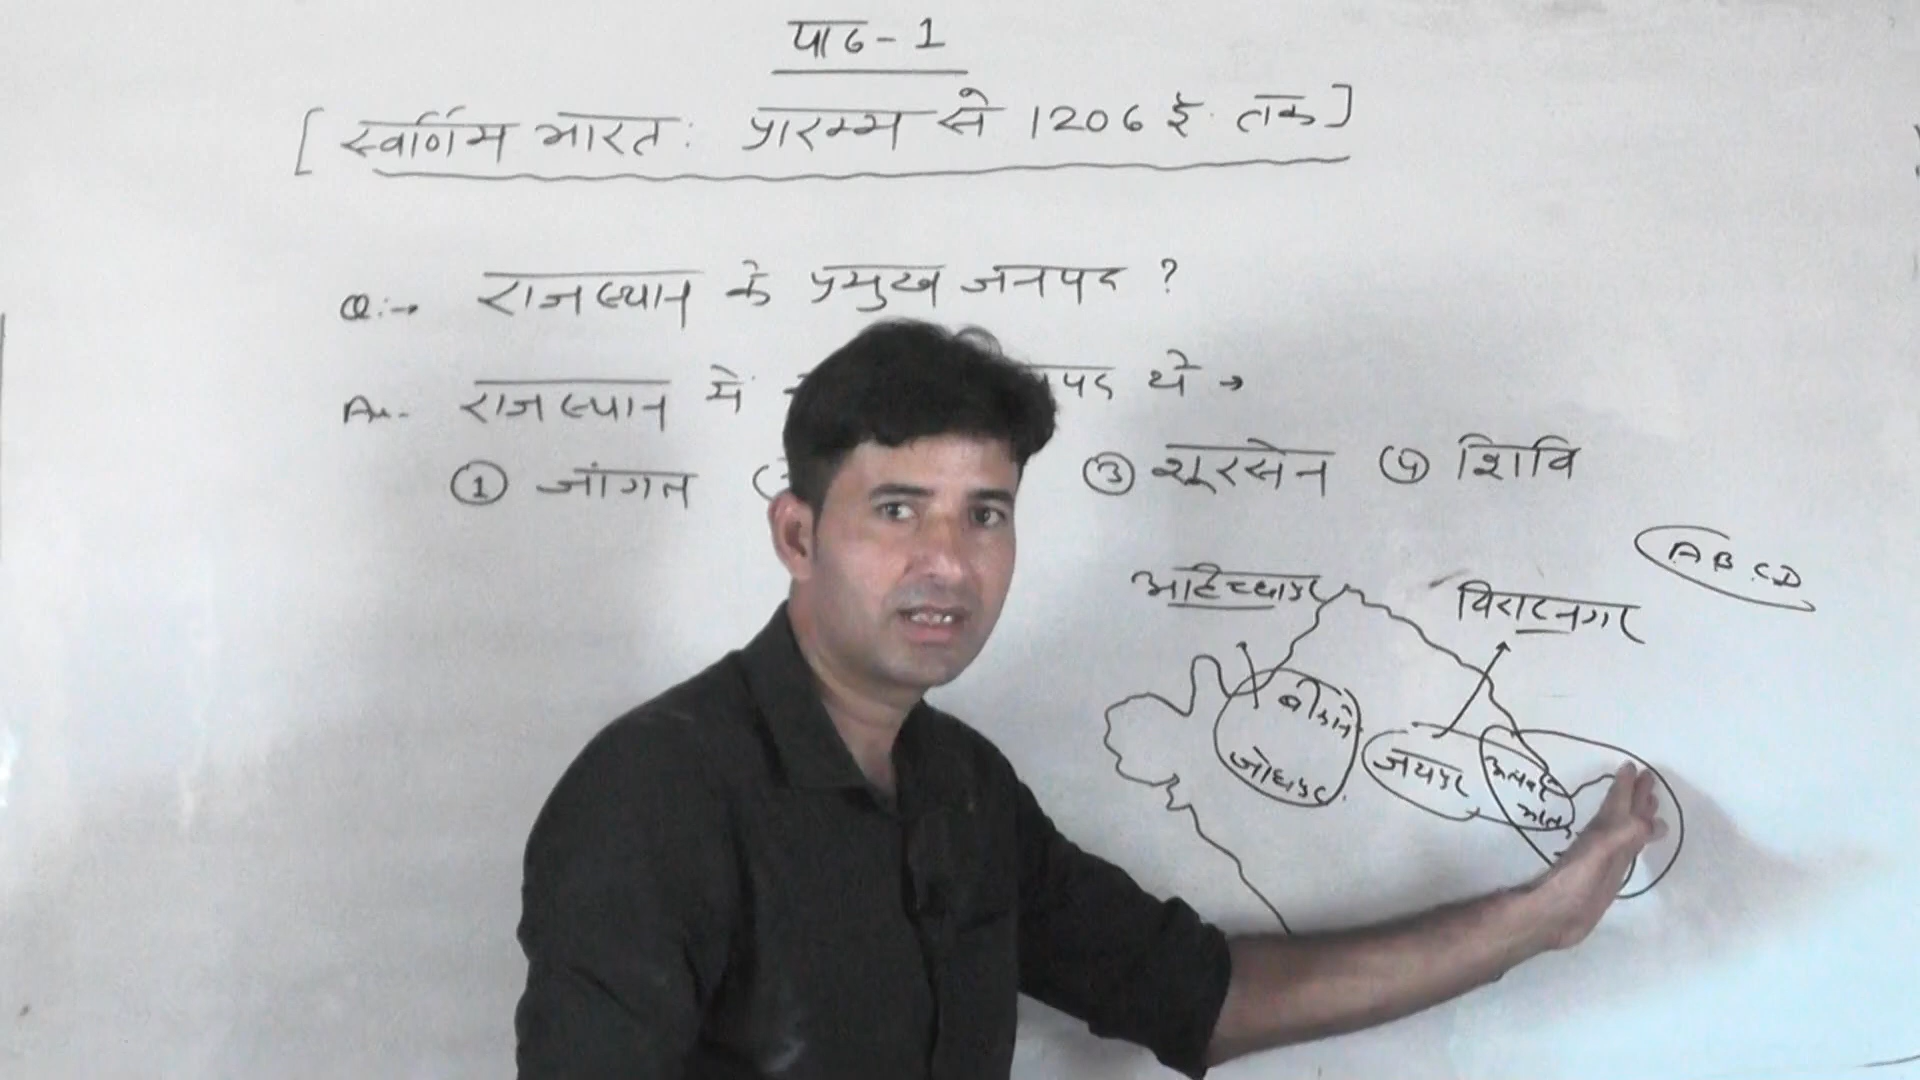 पाठ - 1
[ स्वर्णिम भारत : प्रारम्भ से 1206 ई. तक ]
Q:→ राजस्थान के प्रमुख जनपद ?
An.- राजस्थान में पद थे →
① जांगल ③ शूरसेन ④ शिवि
A B C D
अहिच्छत्रपुर विराटनगर
बीकाने
जोधपुर जयपुर अलवर